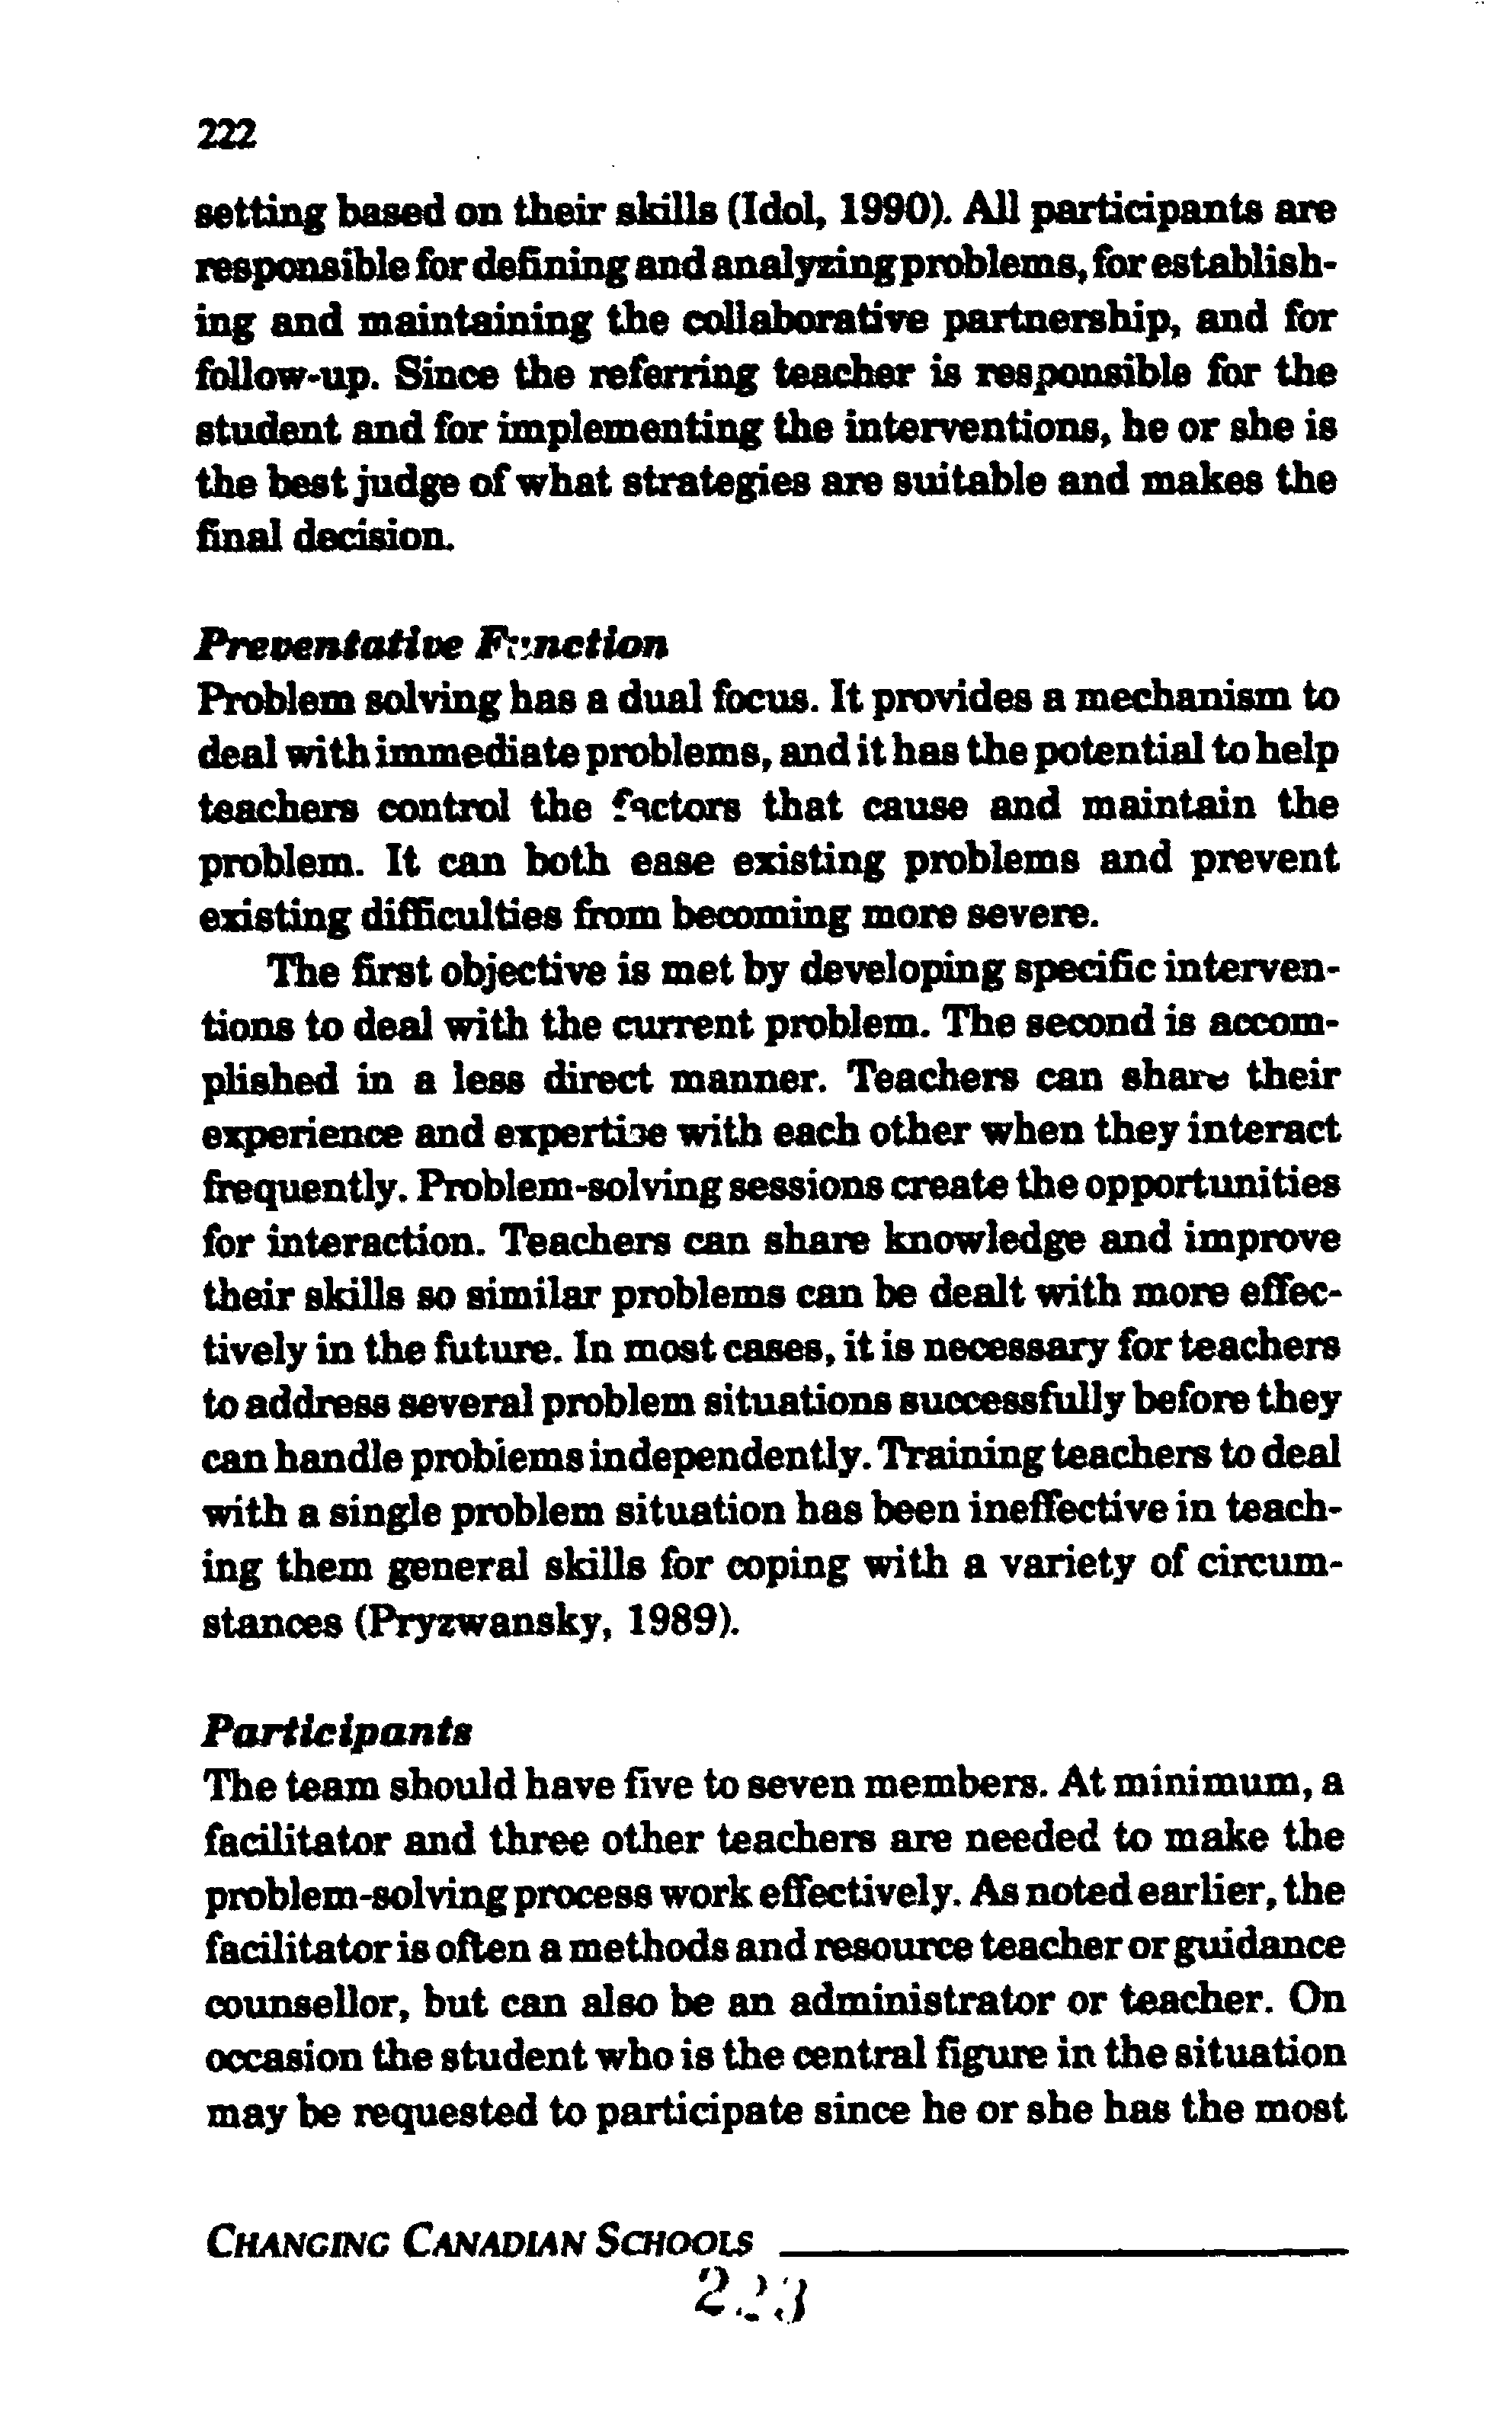 222
setting based on their skills (Idol, 1990). All participants are
responsible for defining and analyzing problems, for establish-
ing and maintaining the collaborative partnership, and for
follow-up. Since the referring teacher is responsible for the
student and for implementing the interventions, he or she is
the best judge of what strategies are suitable and makes the
final decision.
Preventative Function
Problem solving has a dual focus. It provides a mechanism to
deal with immediate problems, and it has the potential to help
teachers control the factors that cause and maintain the
problem. It can both ease existing problems and prevent
existing difficulties from becoming more severe.
The first objective is met by developing specific interven-
tions to deal with the current problem. The second is accom-
plished in a less direct manner. Teachers can share their
experience and expertise with each other when they interact
frequently. Problem-solving sessions create the opportunities
for interaction. Teachers can share knowledge and improve
their skills so similar problems can be dealt with more effec-
tively in the future. In most cases, it is necessary for teachers
to address several problem situations successfully before they
can handle problems independently. Training teachers to deal
with a single problem situation has been ineffective in teach-
ing them general skills for coping with a variety of circum-
stances (Pryzwansky, 1989).
Participants
The team should have five to seven members. At minimum, a
facilitator and three other teachers are needed to make the
problem-solving process work effectively. As noted earlier, the
facilitator is often a methods and resource teacher or guidance
counsellor, but can also be an administrator or teacher. On
occasion the student who is the central figure in the situation
may be requested to participate since he or she has the most
CHANGING CANADIAN SCHOOLS
223